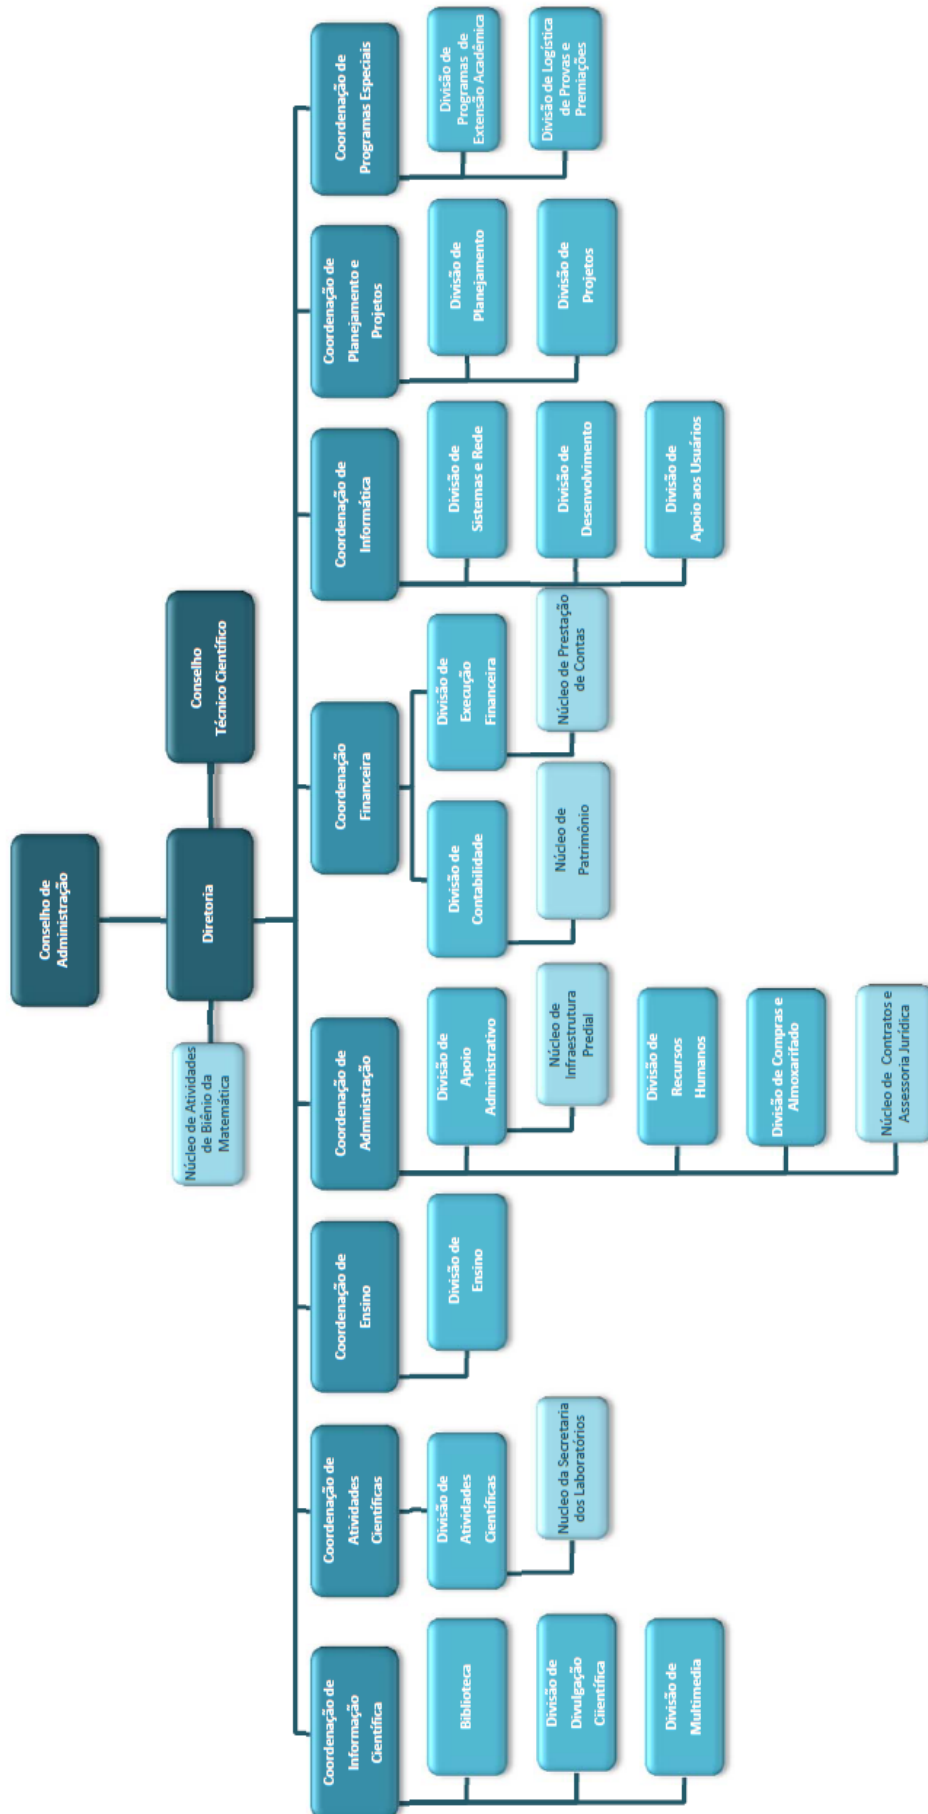 Conselho de
Administração
Núcleo de Atividades
de Biênio da
Matemática
Diretoria
Conselho
Técnico Científico
Coordenação de
Informação
Científica
Coordenação de
Atividades
Científicas
Coordenação de
Ensino
Coordenação de
Administração
Coordenação
Financeira
Coordenação de
Informática
Coordenação de
Planejamento e
Projetos
Coordenação de
Programas Especiais
Biblioteca
Divisão de
Divulgação
Ciientífica
Divisão de
Multimedia
Divisão de
Atividades
Científicas
Nucleo da Secretaria
dos Laboratórios
Divisão de
Ensino
Divisão de
Apoio
Administrativo
Núcleo de
Infraestrutura
Predial
Divisão de
Recursos
Humanos
Divisão de Compras e
Almoxarifado
Núcleo de Contratos e
Assessoria Jurídica
Divisão de
Contabilidade
Núcleo de
Patrimônio
Divisão de
Execução
Financeira
Núcleo de Prestação
de Contas
Divisão de
Sistemas e Rede
Divisão de
Desenvolvimento
Divisão de
Apoio aos Usuários
Divisão de
Planejamento
Divisão de
Projetos
Divisão de
Programas de
Extensão Acadêmica
Divisão de Logística
de Provas e
Premiações